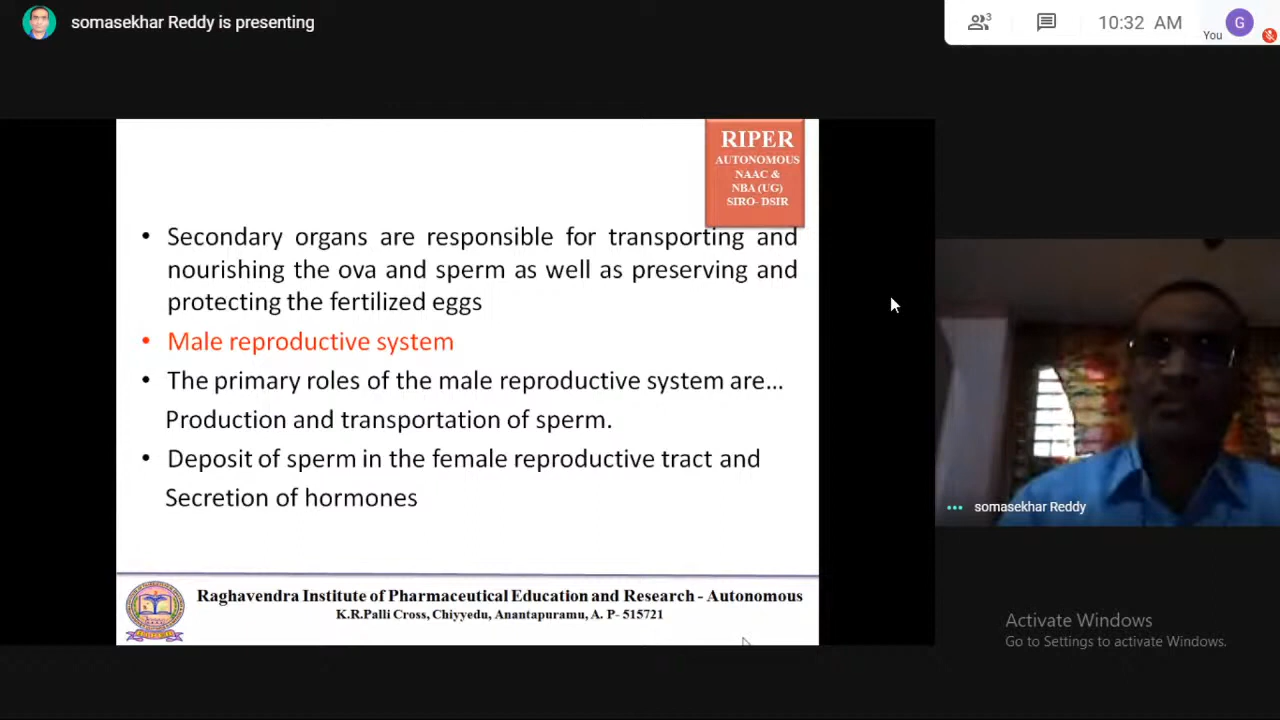 somasekhar Reddy is presenting
3
10:32 AM
You
G
RIPER
AUTONOMOUS
NAAC &
NBA (UG)
SIRO- DSIR
• Secondary organs are responsible for transporting and
nourishing the ova and sperm as well as preserving and
protecting the fertilized eggs
• Male reproductive system
• The primary roles of the male reproductive system are...
Production and transportation of sperm.
• Deposit of sperm in the female reproductive tract and
Secretion of hormones
somasekhar Reddy
Raghavendra Institute of Pharmaceutical Education and Research - Autonomous
K.R.Palli Cross, Chiyyedu, Anantapuramu, A. P- 515721
Activate Windows
Go to Settings to activate Windows.